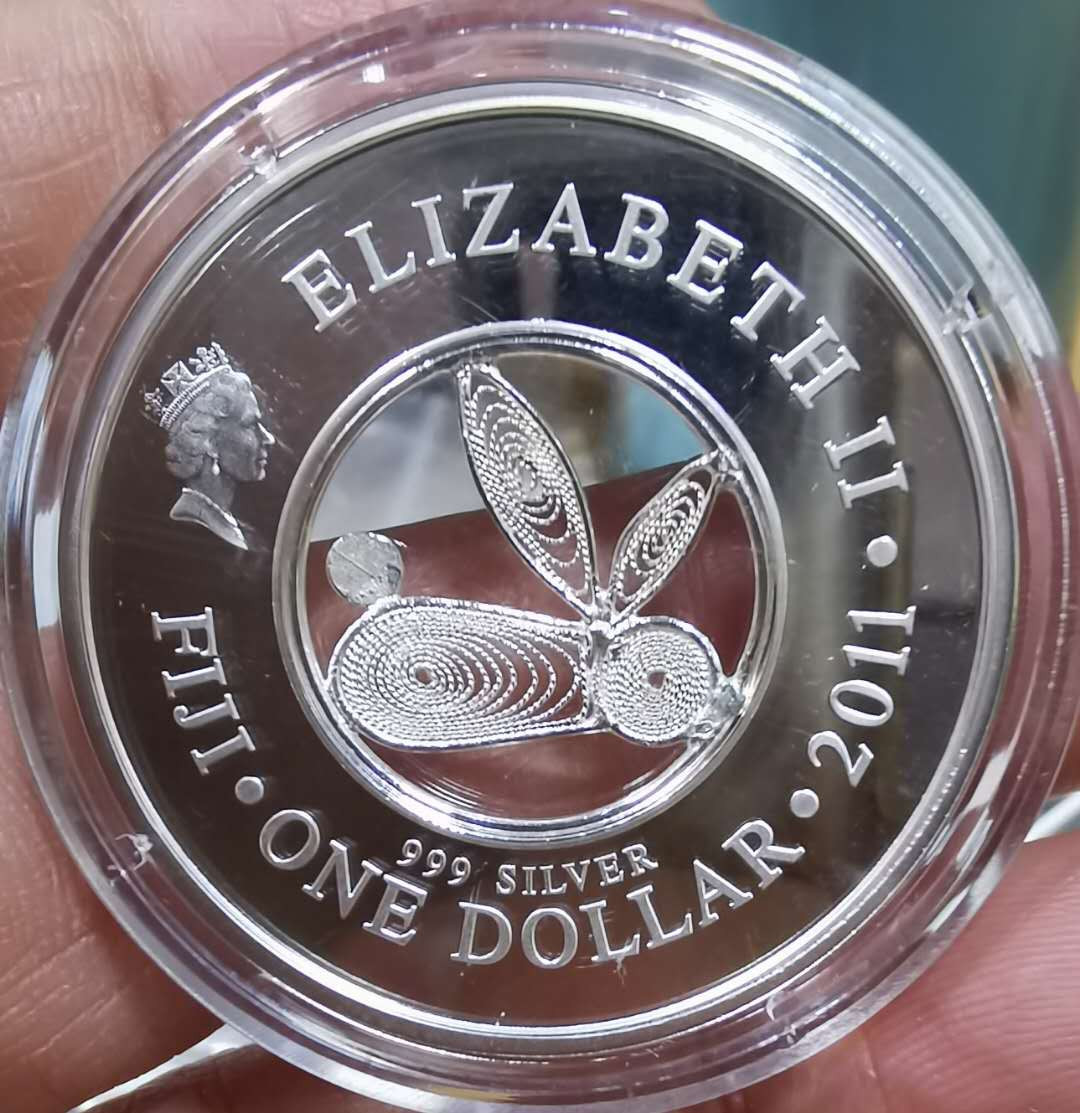 ELIZABETH II • 2011 •
FIJI • ONE DOLLAR
999 SILVER